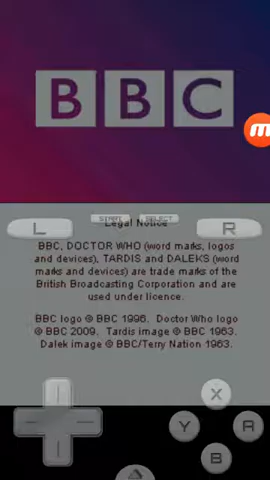 BBC
L
START
SELECT
R
Legal Notice
BBC, DOCTOR WHO (word marks, logos
and devices), TARDIS and DALEKS (word
marks and devices) are trade marks of the
British Broadcasting Corporation and are
used under licence.
BBC logo © BBC 1996. Doctor Who logo
© BBC 2009. Tardis image © BBC 1963.
Dalek image © BBC/Terry Nation 1963.
X
Y
R
B